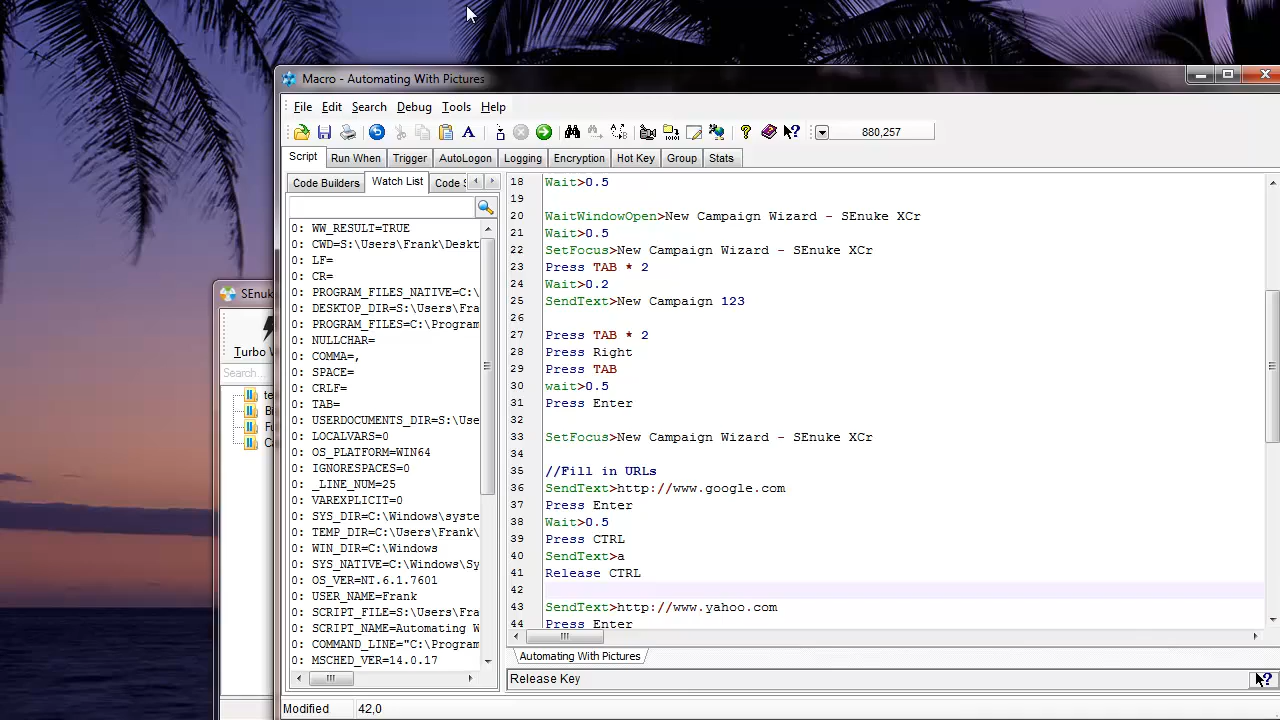 Macro - Automating With Pictures
File Edit Search Debug Tools Help
880,257
Script Run When Trigger AutoLogon Logging Encryption Hot Key Group Stats
Code Builders Watch List Code S
0: WW_RESULT=TRUE
0: CWD=S:\Users\Frank\Deskt
0: LF=
0: CR=
0: PROGRAM_FILES_NATIVE=C:\
0: DESKTOP_DIR=S:\Users\Fra
0: PROGRAM_FILES=C:\Program
0: NULLCHAR=
0: COMMA=,
0: SPACE=
0: CRLF=
0: TAB=
0: USERDOCUMENTS_DIR=S:\Use
0: LOCALVARS=0
0: OS_PLATFORM=WIN64
0: IGNORESPACES=0
0: _LINE_NUM=25
0: VAREXPLICIT=0
0: SYS_DIR=C:\Windows\syste
0: TEMP_DIR=C:\Users\Frank\
0: WIN_DIR=C:\Windows
0: SYS_NATIVE=C:\Windows\Sy
0: OS_VER=NT.6.1.7601
0: USER_NAME=Frank
0: SCRIPT_FILE=S:\Users\Fra
0: SCRIPT_NAME=Automating W
0: COMMAND_LINE="C:\Program
0: MSCHED_VER=14.0.17
18 Wait>0.5
19
20 WaitWindowOpen>New Campaign Wizard - SEnuke XCr
21 Wait>0.5
22 SetFocus>New Campaign Wizard - SEnuke XCr
23 Press TAB * 2
24 Wait>0.2
25 SendText>New Campaign 123
26
27 Press TAB * 2
28 Press Right
29 Press TAB
30 wait>0.5
31 Press Enter
32
33 SetFocus>New Campaign Wizard - SEnuke XCr
34
35 //Fill in URLs
36 SendText>http://www.google.com
37 Press Enter
38 Wait>0.5
39 Press CTRL
40 SendText>a
41 Release CTRL
42
43 SendText>http://www.yahoo.com
44 Press Enter
Automating With Pictures
Release Key
Modified 42,0
SEnuk
Turbo W
Search...
te
Bi
Fu